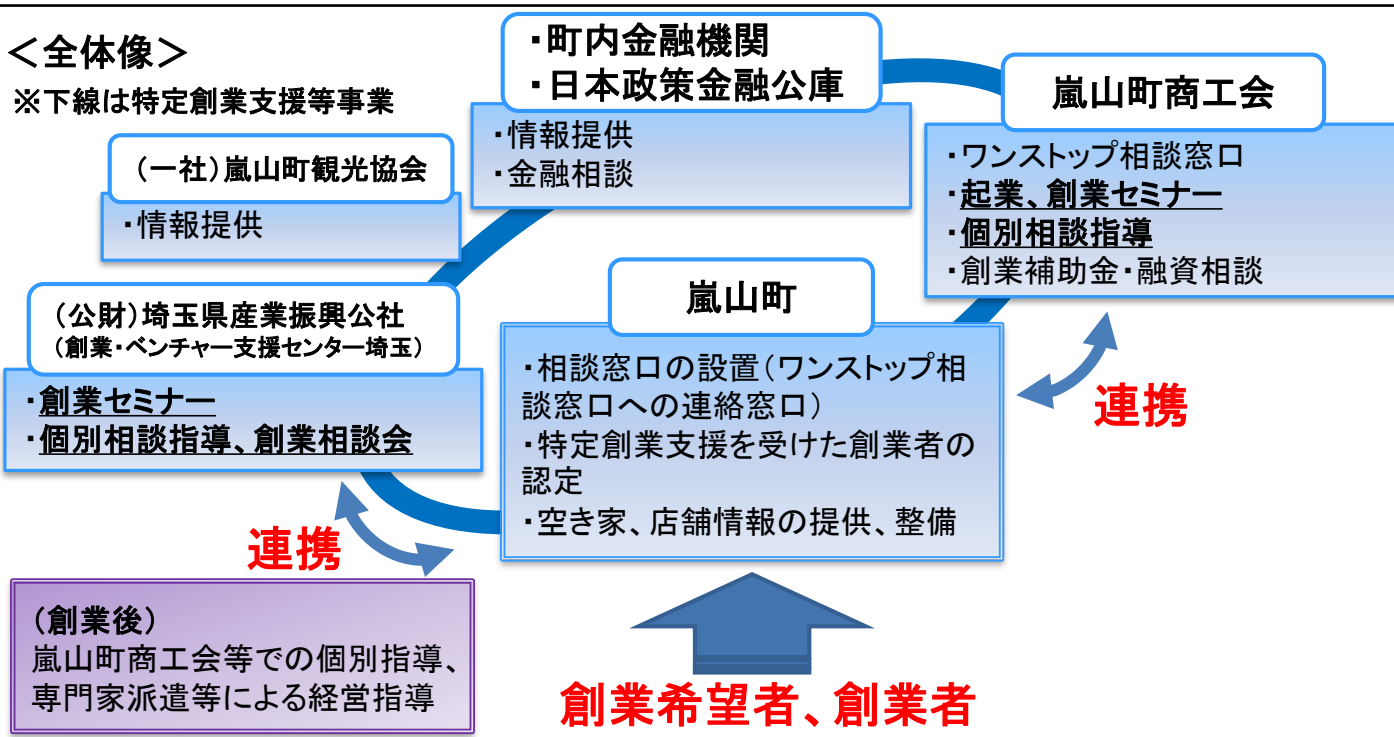 ＜全体像＞
※下線は特定創業支援等事業
・町内金融機関
・日本政策金融公庫
・情報提供
・金融相談
嵐山町商工会
・ワンストップ相談窓口
・起業、創業セミナー
・個別相談指導
・創業補助金・融資相談
（一社）嵐山町観光協会
・情報提供
（公財）埼玉県産業振興公社
（創業・ベンチャー支援センター埼玉）
・創業セミナー
・個別相談指導、創業相談会
嵐山町
・相談窓口の設置（ワンストップ相
談窓口への連絡窓口）
・特定創業支援を受けた創業者の
認定
・空き家、店舗情報の提供、整備
連携
連携
（創業後）
嵐山町商工会等での個別指導、
専門家派遣等による経営指導
創業希望者、創業者